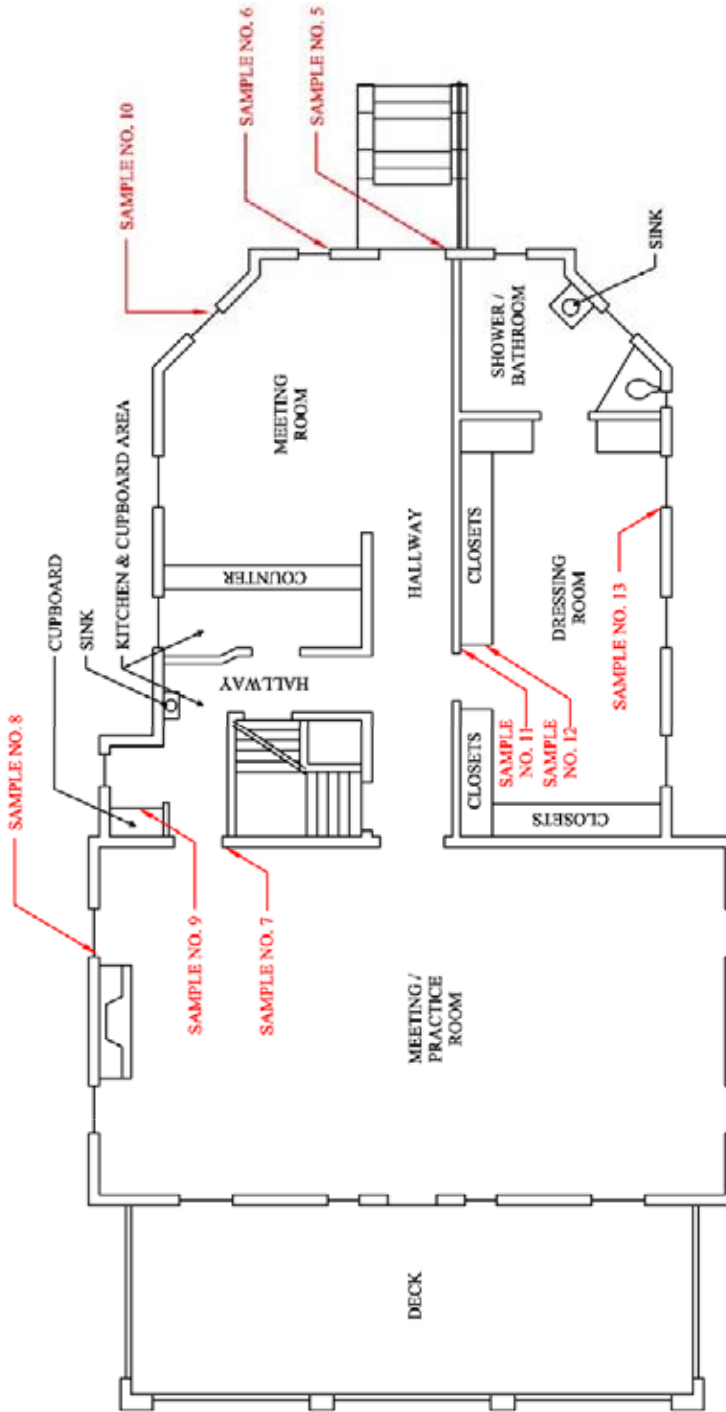 SAMPLE NO. 8
CUPBOARD
SINK
KITCHEN & CUPBOARD AREA
SAMPLE NO. 10
SAMPLE NO. 6
SAMPLE NO. 5
SAMPLE NO. 9
SAMPLE NO. 7
HALLWAY
COUNTER
MEETING
ROOM
HALLWAY
MEETING /
PRACTICE
ROOM
DECK
CLOSETS
CLOSETS
CLOSETS
SAMPLE
NO. 11
SAMPLE
NO. 12
DRESSING
ROOM
SAMPLE NO. 13
SHOWER /
BATHROOM
SINK